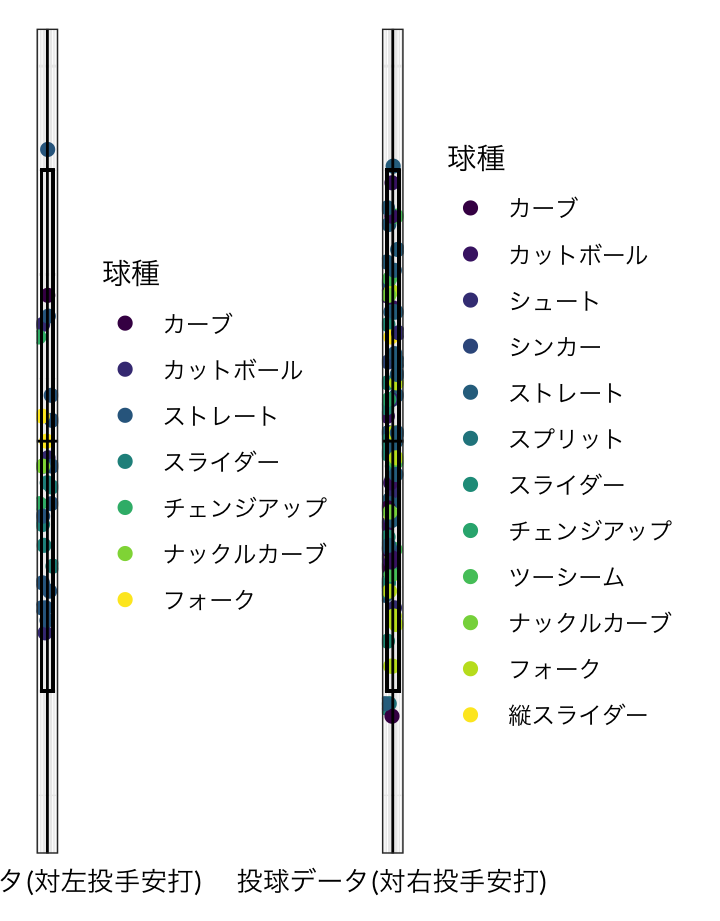 球種
カーブ
カットボール
ストレート
スライダー
チェンジアップ
ナックルカーブ
フォーク
球種
カーブ
カットボール
シュート
シンカー
ストレート
スプリット
スライダー
チェンジアップ
ツーシーム
ナックルカーブ
フォーク
縦スライダー
タ(対左投手安打) 投球データ(対右投手安打)